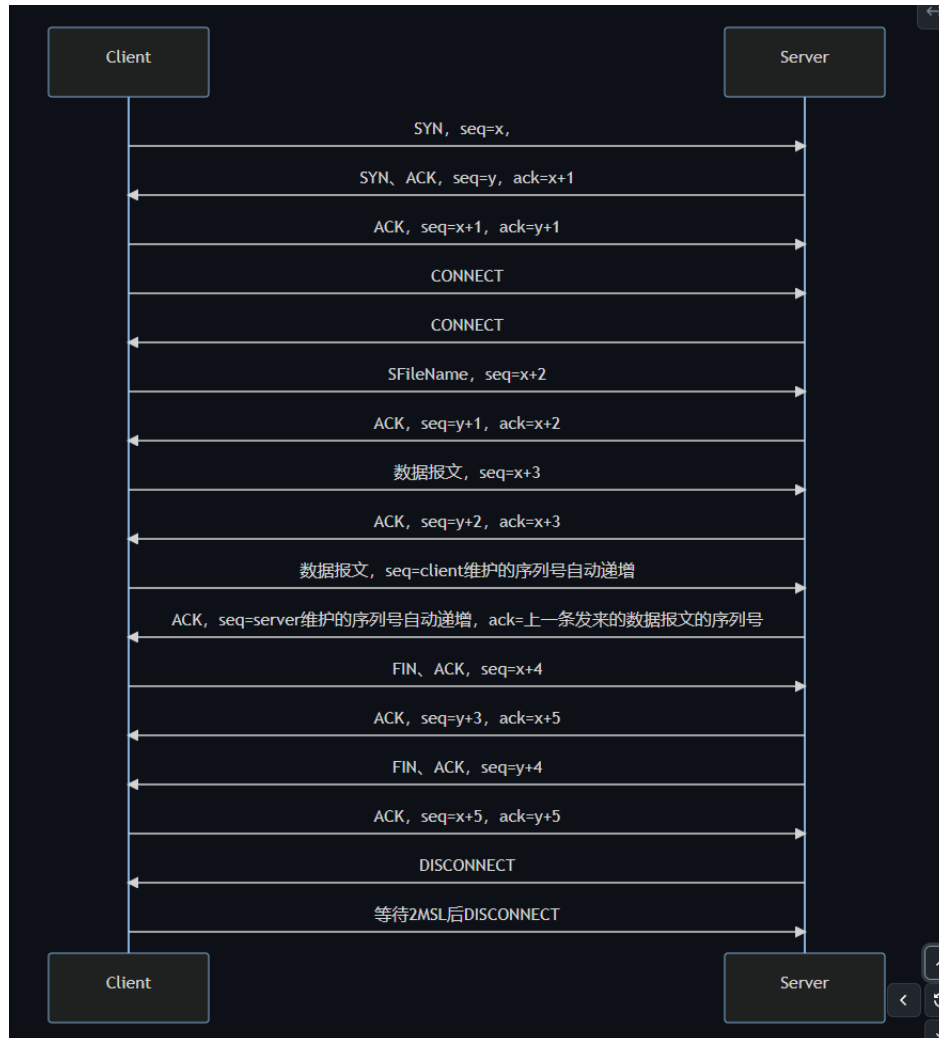 Client
Server
SYN，seq=x，
SYN、ACK，seq=y，ack=x+1
ACK，seq=x+1，ack=y+1
CONNECT
CONNECT
SFileName，seq=x+2
ACK，seq=y+1，ack=x+2
数据报文，seq=x+3
ACK，seq=y+2，ack=x+3
数据报文，seq=client维护的序列号自动递增
ACK，seq=server维护的序列号自动递增，ack=上一条发来的数据报文的序列号
FIN、ACK，seq=x+4
ACK，seq=y+3，ack=x+5
FIN、ACK，seq=y+4
ACK，seq=x+5，ack=y+5
DISCONNECT
等待2MSL后DISCONNECT
Client
Server